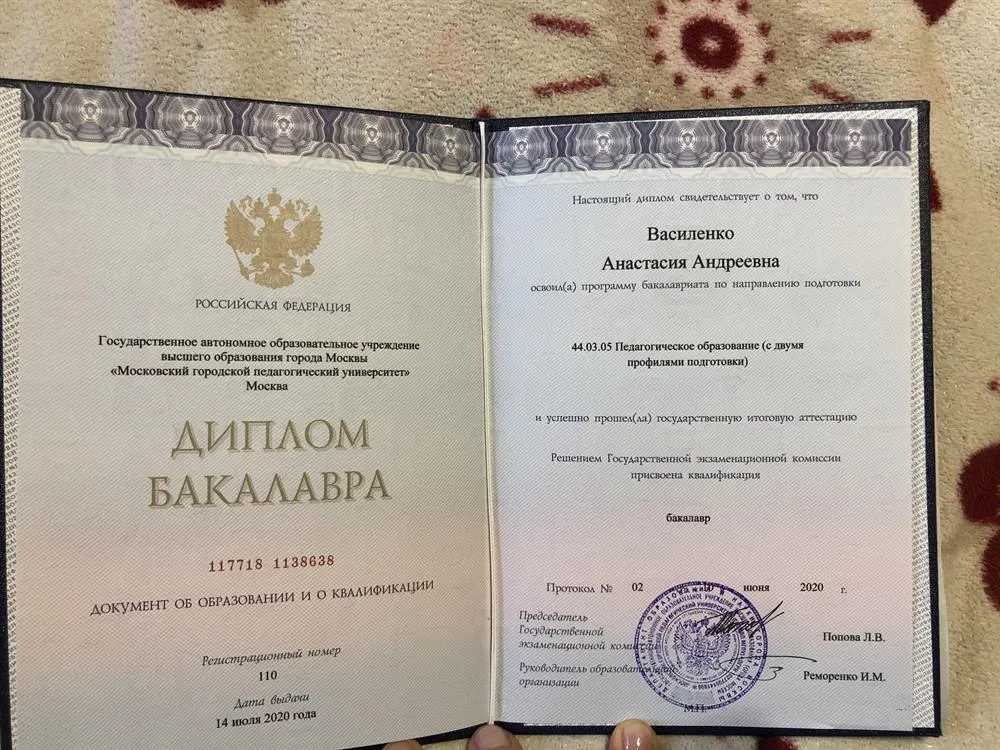 РОССИЙСКАЯ ФЕДЕРАЦИЯ
Государственное автономное образовательное учреждение
высшего образования города Москвы
«Московский городской педагогический университет»
Москва
ДИПЛОМ
БАКАЛАВРА
117718 1138638
ДОКУМЕНТ ОБ ОБРАЗОВАНИИ И О КВАЛИФИКАЦИИ
Регистрационный номер
110
Дата выдачи
14 июля 2020 года
Настоящий диплом свидетельствует о том, что
Василенко
Анастасия Андреевна
освоил(а) программу бакалавриата по направлению подготовки
44.03.05 Педагогическое образование (с двумя
профилями подготовки)
и успешно прошел(ла) государственную итоговую аттестацию
Решением Государственной экзаменационной комиссии
присвоена квалификация
бакалавр
Протокол № 02 июня 2020 г.
Председатель
Государственной
экзаменационной комиссии
Попова Л.В.
Руководитель образовательной
организации
Реморенко И.М.
М.П.